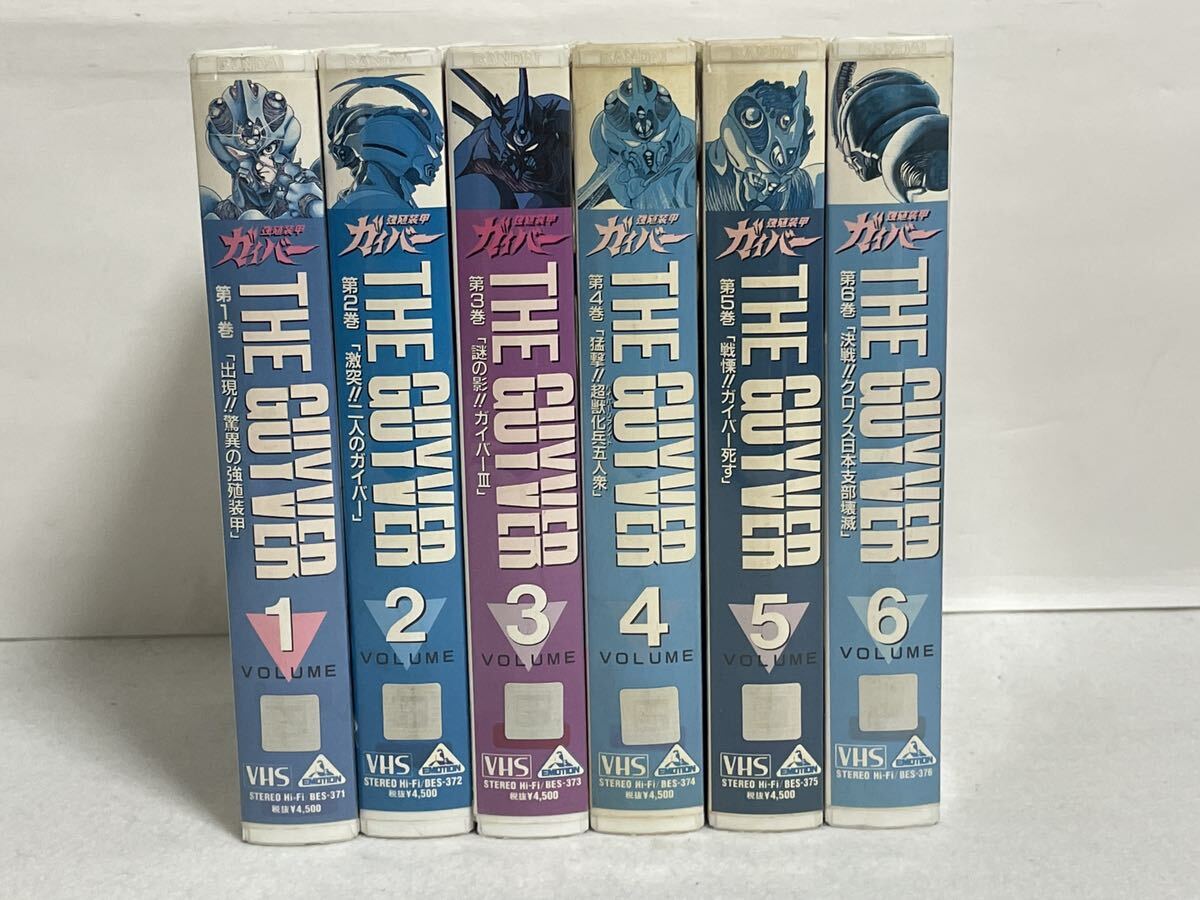 BANDAI
強殖装甲
ガイバー
THE GUYVER
第1巻 「出現!!驚異の強殖装甲」
1
VOLUME
VHS
EMOTION
STEREO Hi-Fi BES-371
税抜¥4,500
BANDAI
強殖装甲
ガイバー
THE GUYVER
第2巻 「激突!!二人のガイバー」
2
VOLUME
VHS
EMOTION
STEREO Hi-Fi/BES-372
税抜¥4,500
BANDAI
強殖装甲
ガイバー
THE GUYVER
第3巻 「謎の影!!ガイバーIII」
3
VOLUME
VHS
EMOTION
STEREO Hi-Fi/BES-373
税抜¥4,500
BANDAI
強殖装甲
ガイバー
THE GUYVER
第4巻 「猛撃!!超獣化兵五人衆」
4
VOLUME
VHS
EMOTION
STEREO Hi-Fi/BES-374
税抜¥4,500
BANDAI
強殖装甲
ガイバー
THE GUYVER
第5巻 「戦慄!!ガイバー死す」
5
VOLUME
VHS
EMOTION
STEREO Hi-Fi/BES-375
税抜¥4,500
BANDAI
強殖装甲
ガイバー
THE GUYVER
第6巻 「決戦!!クロノス日本支部壊滅」
6
VOLUME
VHS
EMOTION
STEREO Hi-Fi/BES-376
税抜¥4,500